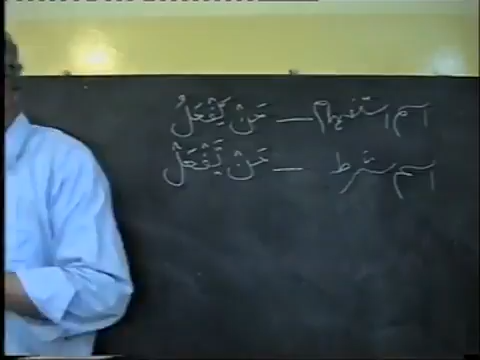 اسم استفهام — مَنْ يَّفْعَلُ
اسم شرط — مَنْ يَّفْعَلْ